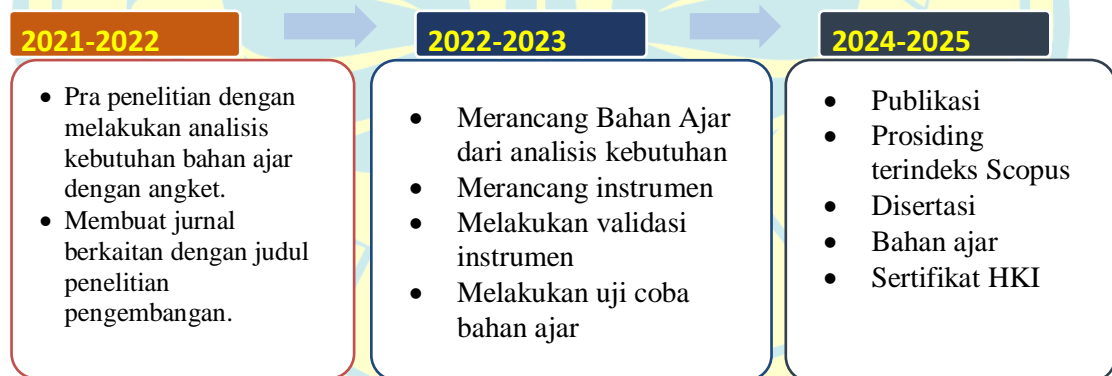 2021-2022
• Pra penelitian dengan
melakukan analisis
kebutuhan bahan ajar
dengan angket.
• Membuat jurnal
berkaitan dengan judul
penelitian
pengembangan.
2022-2023
• Merancang Bahan Ajar
dari analisis kebutuhan
• Merancang instrumen
• Melakukan validasi
instrumen
• Melakukan uji coba
bahan ajar
2024-2025
• Publikasi
• Prosiding
terindeks Scopus
• Disertasi
• Bahan ajar
• Sertifikat HKI